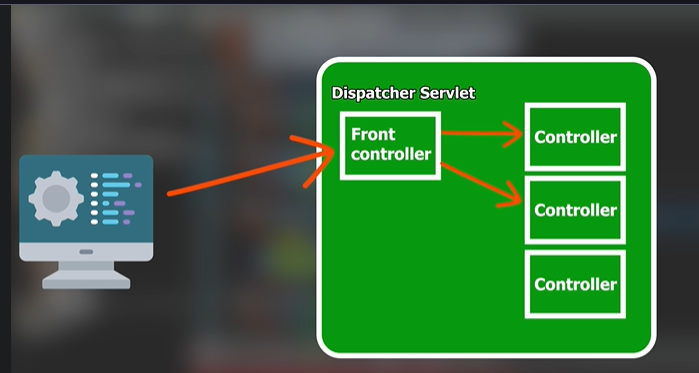 Dispatcher Servlet
Front
controller
Controller
Controller
Controller